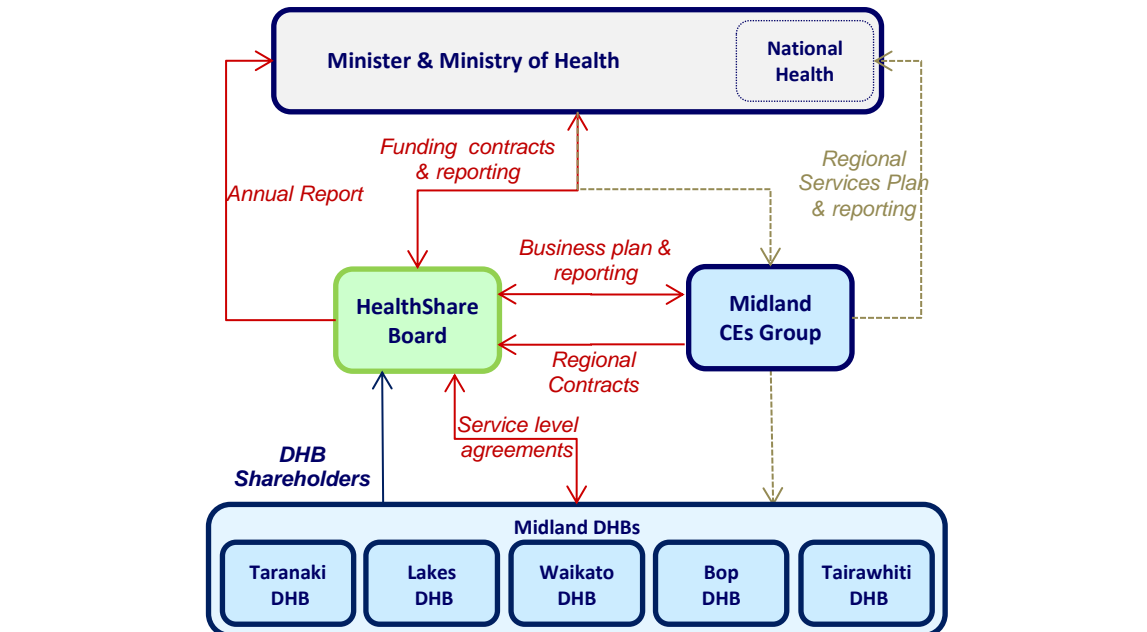 Minister & Ministry of Health
National
Health
Funding contracts
& reporting
Annual Report
Regional
Services Plan
& reporting
Business plan &
reporting
HealthShare
Board
Midland
CEs Group
Regional
Contracts
Service level
agreements
DHB
Shareholders
Midland DHBs
Taranaki
DHB
Lakes
DHB
Waikato
DHB
Bop
DHB
Tairawhiti
DHB